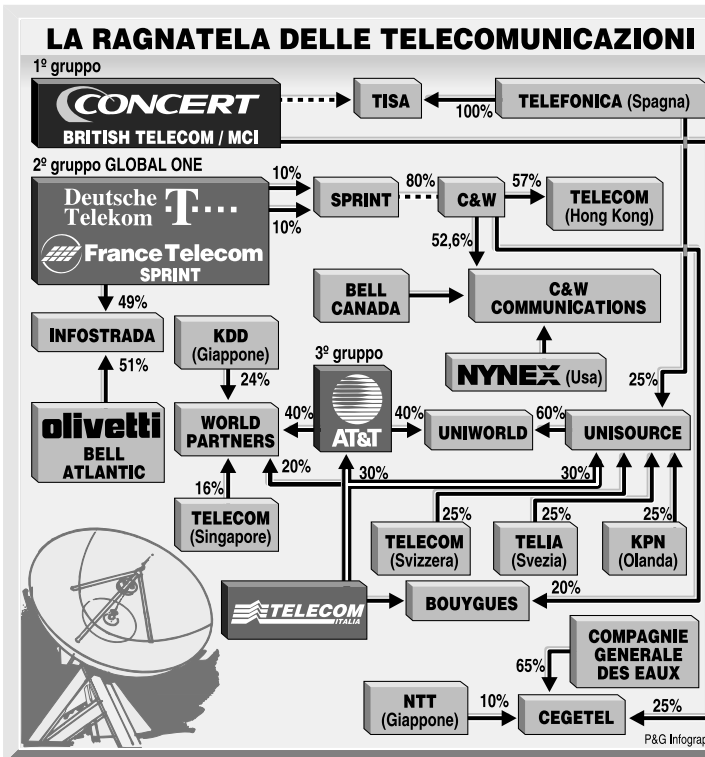 LA RAGNATELA DELLE TELECOMUNICAZIONI
1º gruppo
CONCERT
BRITISH TELECOM / MCI
TISA
100%
TELEFONICA (Spagna)
2º gruppo GLOBAL ONE
Deutsche
Telekom T
France Telecom
SPRINT
10%
10%
SPRINT
80%
C&W
57%
TELECOM
(Hong Kong)
52,6%
BELL
CANADA
C&W
COMMUNICATIONS
49%
INFOSTRADA
51%
KDD
(Giappone)
24%
3º gruppo
AT&T
NYNEX (Usa)
25%
olivetti
BELL
ATLANTIC
WORLD
PARTNERS
40%
40%
UNIWORLD
60%
UNISOURCE
20%
30%
30%
16%
TELECOM
(Singapore)
25%
TELECOM
(Svizzera)
25%
TELIA
(Svezia)
25%
KPN
(Olanda)
TELECOM
ITALIA
BOUYGUES
20%
COMPAGNIE
GENERALE
DES EAUX
65%
NTT
(Giappone)
10%
CEGETEL
25%
P&G Infograp